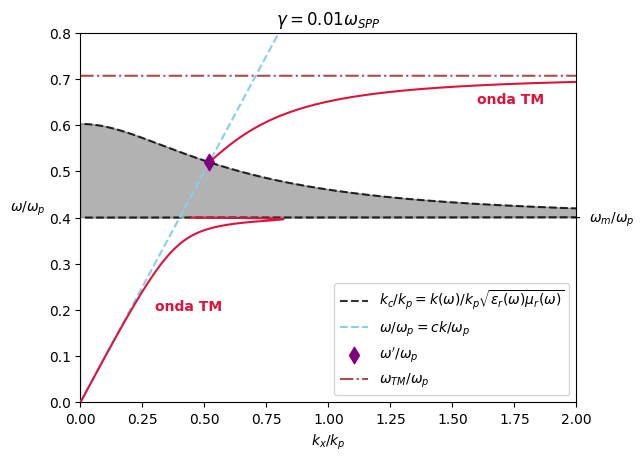 γ = 0.01ω_SPP
0.8
0.7
0.6
0.5
0.4
0.3
0.2
0.1
0.0
ω/ω_p
onda TM
onda TM
ω_m/ω_p
k_c/k_p = k(ω)/k_p√ε_r(ω)μ_r(ω)
ω/ω_p = ck/ω_p
ω′/ω_p
ω_TM/ω_p
0.00 0.25 0.50 0.75 1.00 1.25 1.50 1.75 2.00
k_x/k_p